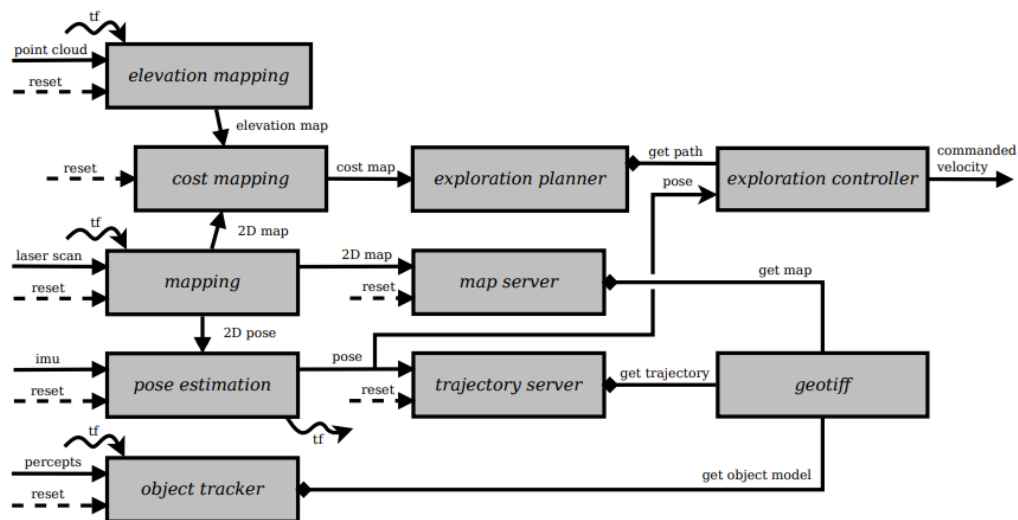 tf
point cloud
reset
elevation mapping
elevation map
reset
cost mapping
cost map
exploration planner
get path
pose
exploration controller
commanded
velocity
tf
2D map
laser scan
reset
mapping
2D map
reset
map server
get map
2D pose
imu
reset
pose estimation
pose
reset
trajectory server
get trajectory
geotiff
tf
tf
percepts
reset
object tracker
get object model